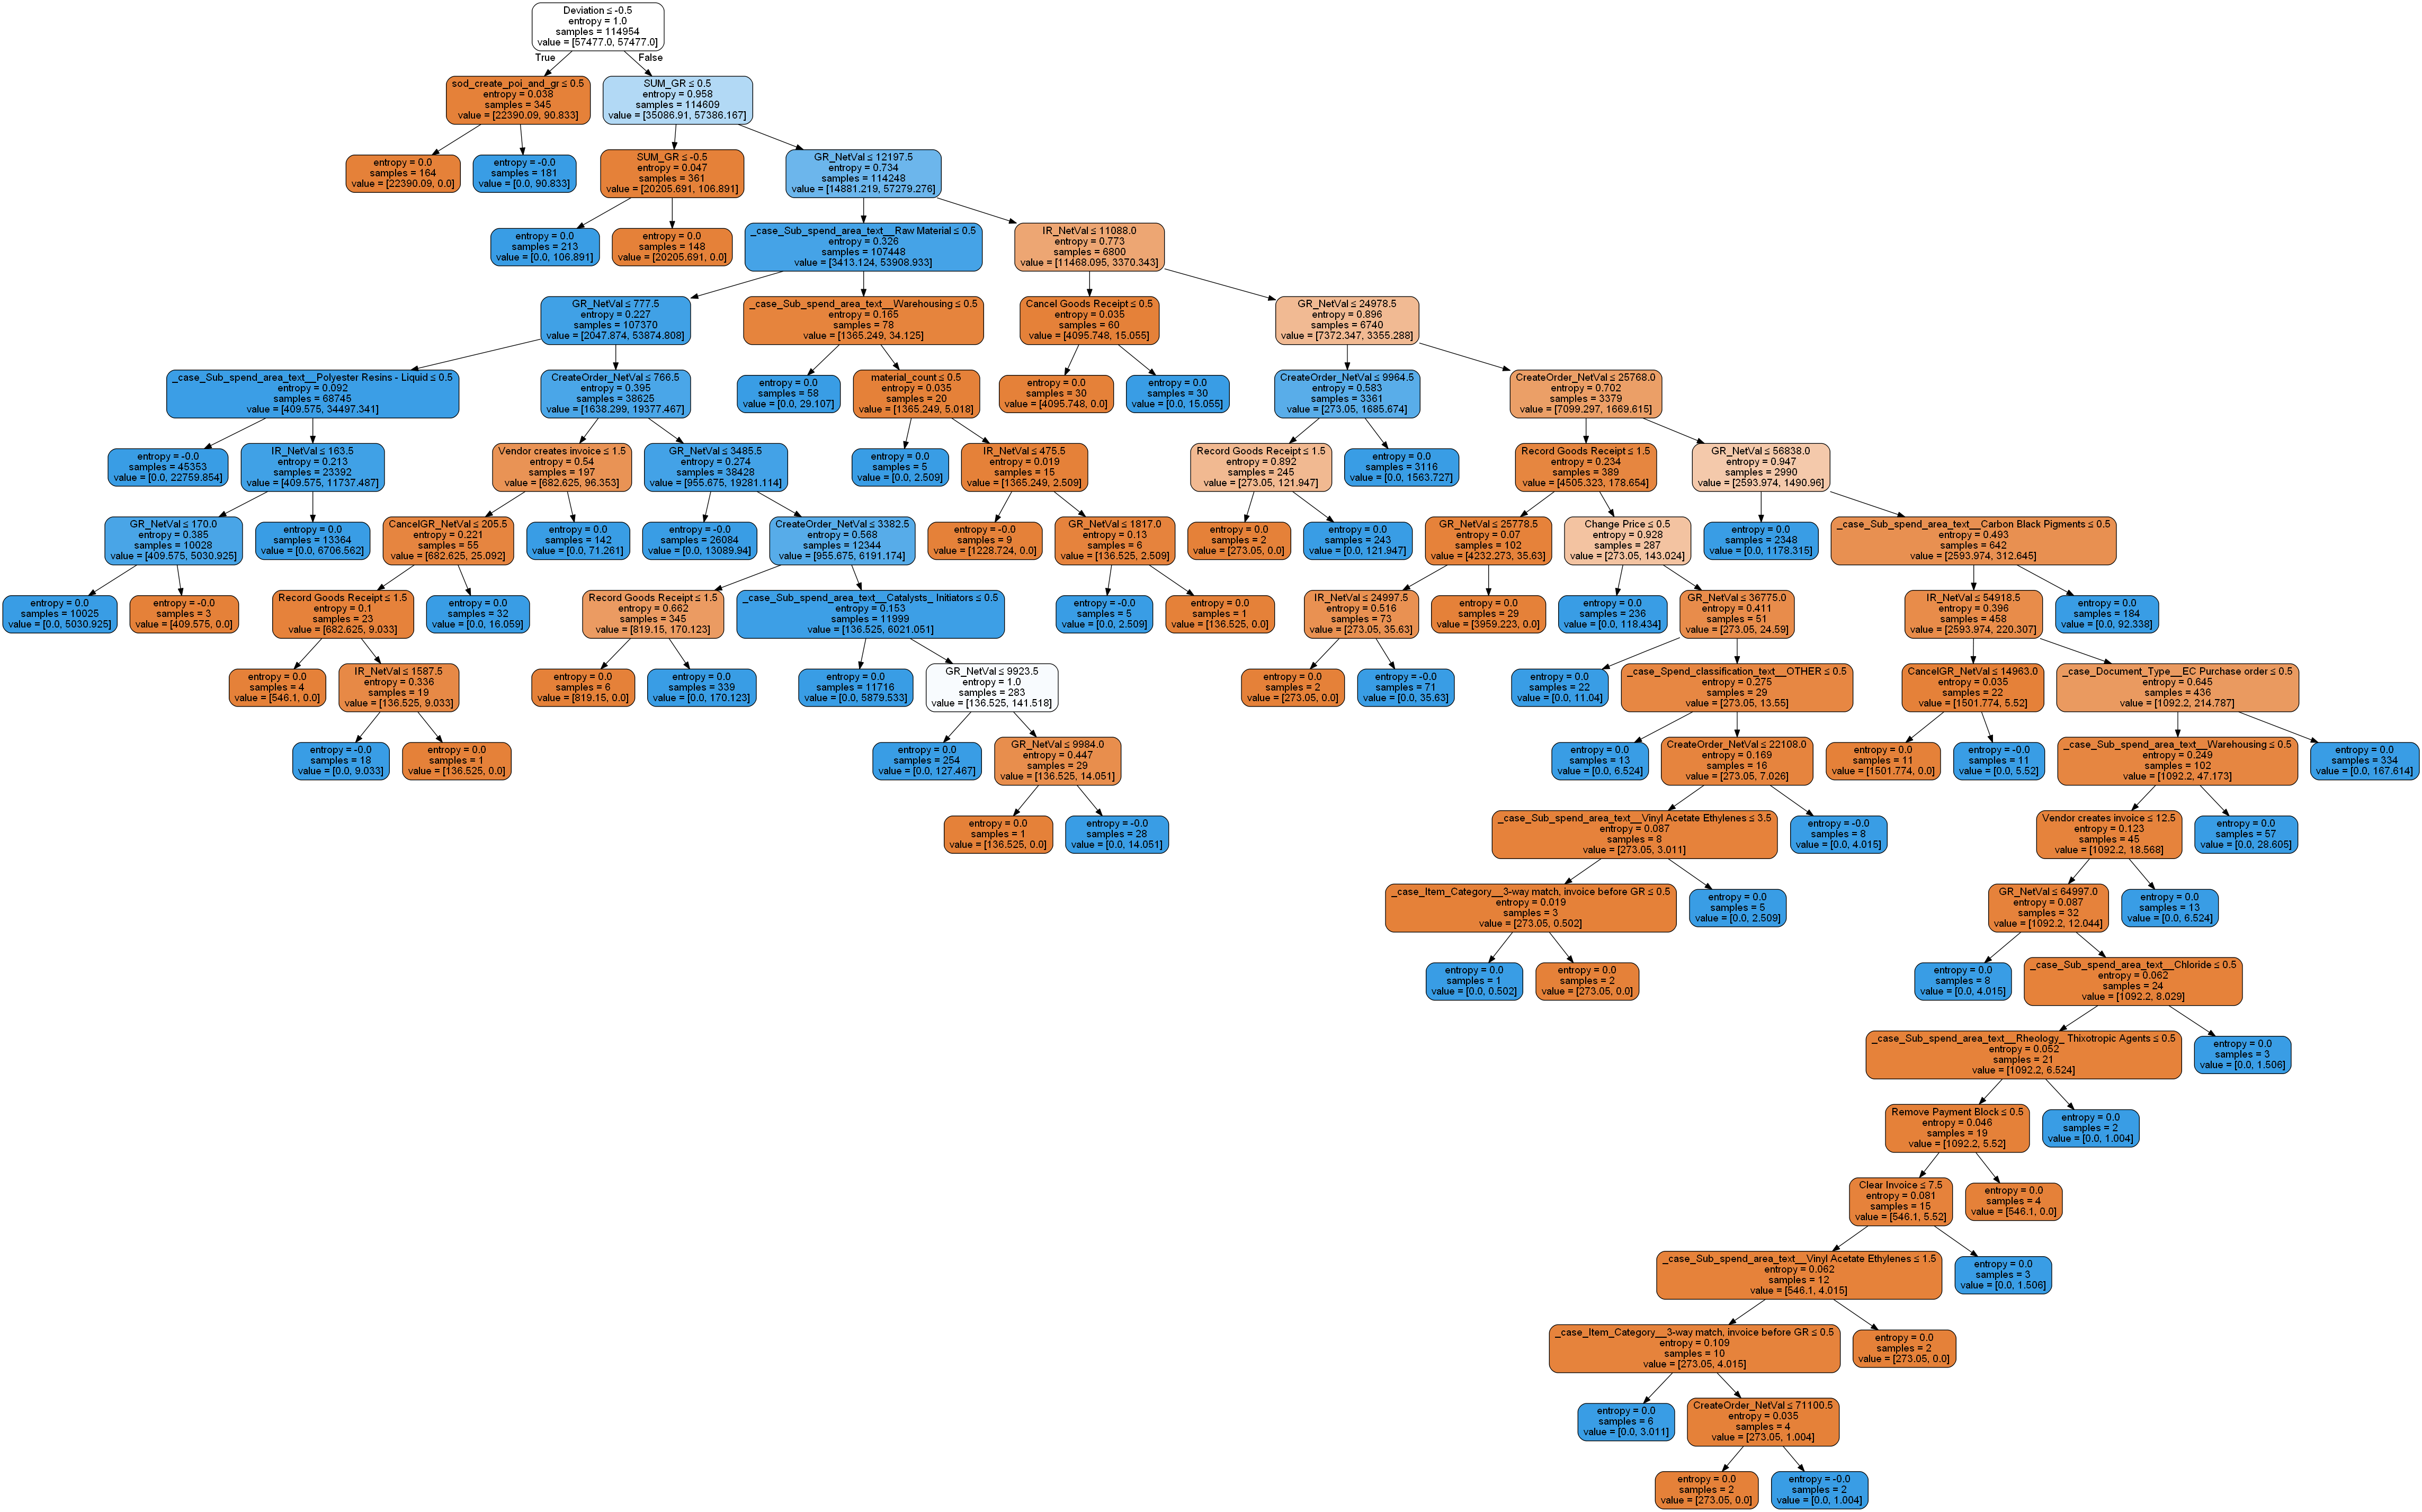 Deviation ≤ -0.5
entropy = 1.0
samples = 114954
value = [57477.0, 57477.0]
True
False
sod_create_poi_and_gr ≤ 0.5
entropy = 0.038
samples = 345
value = [22390.09, 90.833]
SUM_GR ≤ 0.5
entropy = 0.958
samples = 114609
value = [35086.91, 57386.167]
entropy = 0.0
samples = 164
value = [22390.09, 0.0]
entropy = -0.0
samples = 181
value = [0.0, 90.833]
SUM_GR ≤ -0.5
entropy = 0.047
samples = 361
value = [20205.691, 106.891]
GR_NetVal ≤ 12197.5
entropy = 0.734
samples = 114248
value = [14881.219, 57279.276]
entropy = 0.0
samples = 213
value = [0.0, 106.891]
entropy = 0.0
samples = 148
value = [20205.691, 0.0]
_case_Sub_spend_area_text__Raw Material ≤ 0.5
entropy = 0.326
samples = 107448
value = [3413.124, 53908.933]
IR_NetVal ≤ 11088.0
entropy = 0.773
samples = 6800
value = [11468.095, 3370.343]
GR_NetVal ≤ 777.5
entropy = 0.227
samples = 107370
value = [2047.874, 53874.808]
_case_Sub_spend_area_text__Warehousing ≤ 0.5
entropy = 0.165
samples = 78
value = [1365.249, 34.125]
Cancel Goods Receipt ≤ 0.5
entropy = 0.035
samples = 60
value = [4095.748, 15.055]
GR_NetVal ≤ 24978.5
entropy = 0.896
samples = 6740
value = [7372.347, 3355.288]
_case_Sub_spend_area_text__Polyester Resins - Liquid ≤ 0.5
entropy = 0.092
samples = 68745
value = [409.575, 34497.341]
CreateOrder_NetVal ≤ 766.5
entropy = 0.395
samples = 38625
value = [1638.299, 19377.467]
entropy = 0.0
samples = 58
value = [0.0, 29.107]
material_count ≤ 0.5
entropy = 0.035
samples = 20
value = [1365.249, 5.018]
entropy = 0.0
samples = 30
value = [4095.748, 0.0]
entropy = 0.0
samples = 30
value = [0.0, 15.055]
CreateOrder_NetVal ≤ 9964.5
entropy = 0.583
samples = 3361
value = [273.05, 1685.674]
CreateOrder_NetVal ≤ 25768.0
entropy = 0.702
samples = 3379
value = [7099.297, 1669.615]
entropy = -0.0
samples = 45353
value = [0.0, 22759.854]
IR_NetVal ≤ 163.5
entropy = 0.213
samples = 23392
value = [409.575, 11737.487]
Vendor creates invoice ≤ 1.5
entropy = 0.54
samples = 197
value = [682.625, 96.353]
GR_NetVal ≤ 3485.5
entropy = 0.274
samples = 38428
value = [955.675, 19281.114]
entropy = 0.0
samples = 5
value = [0.0, 2.509]
IR_NetVal ≤ 475.5
entropy = 0.019
samples = 15
value = [1365.249, 2.509]
Record Goods Receipt ≤ 1.5
entropy = 0.892
samples = 245
value = [273.05, 121.947]
entropy = 0.0
samples = 3116
value = [0.0, 1563.727]
Record Goods Receipt ≤ 1.5
entropy = 0.234
samples = 389
value = [4505.323, 178.654]
GR_NetVal ≤ 56838.0
entropy = 0.947
samples = 2990
value = [2593.974, 1490.96]
GR_NetVal ≤ 170.0
entropy = 0.385
samples = 10028
value = [409.575, 5030.925]
entropy = 0.0
samples = 13364
value = [0.0, 6706.562]
CancelGR_NetVal ≤ 205.5
entropy = 0.221
samples = 55
value = [682.625, 25.092]
entropy = 0.0
samples = 142
value = [0.0, 71.261]
entropy = -0.0
samples = 26084
value = [0.0, 13089.94]
CreateOrder_NetVal ≤ 3382.5
entropy = 0.568
samples = 12344
value = [955.675, 6191.174]
entropy = -0.0
samples = 9
value = [1228.724, 0.0]
GR_NetVal ≤ 1817.0
entropy = 0.13
samples = 6
value = [136.525, 2.509]
entropy = 0.0
samples = 2
value = [273.05, 0.0]
entropy = 0.0
samples = 243
value = [0.0, 121.947]
GR_NetVal ≤ 25778.5
entropy = 0.07
samples = 102
value = [4232.273, 35.63]
Change Price ≤ 0.5
entropy = 0.928
samples = 287
value = [273.05, 143.024]
entropy = 0.0
samples = 2348
value = [0.0, 1178.315]
_case_Sub_spend_area_text__Carbon Black Pigments ≤ 0.5
entropy = 0.493
samples = 642
value = [2593.974, 312.645]
entropy = 0.0
samples = 10025
value = [0.0, 5030.925]
entropy = -0.0
samples = 3
value = [409.575, 0.0]
Record Goods Receipt ≤ 1.5
entropy = 0.1
samples = 23
value = [682.625, 9.033]
entropy = 0.0
samples = 32
value = [0.0, 16.059]
Record Goods Receipt ≤ 1.5
entropy = 0.662
samples = 345
value = [819.15, 170.123]
_case_Sub_spend_area_text__Catalysts_ Initiators ≤ 0.5
entropy = 0.153
samples = 11999
value = [136.525, 6021.051]
entropy = -0.0
samples = 5
value = [0.0, 2.509]
entropy = 0.0
samples = 1
value = [136.525, 0.0]
IR_NetVal ≤ 24997.5
entropy = 0.516
samples = 73
value = [273.05, 35.63]
entropy = 0.0
samples = 29
value = [3959.223, 0.0]
entropy = 0.0
samples = 236
value = [0.0, 118.434]
GR_NetVal ≤ 36775.0
entropy = 0.411
samples = 51
value = [273.05, 24.59]
IR_NetVal ≤ 54918.5
entropy = 0.396
samples = 458
value = [2593.974, 220.307]
entropy = 0.0
samples = 184
value = [0.0, 92.338]
entropy = 0.0
samples = 4
value = [546.1, 0.0]
IR_NetVal ≤ 1587.5
entropy = 0.336
samples = 19
value = [136.525, 9.033]
entropy = 0.0
samples = 6
value = [819.15, 0.0]
entropy = 0.0
samples = 339
value = [0.0, 170.123]
entropy = 0.0
samples = 11716
value = [0.0, 5879.533]
GR_NetVal ≤ 9923.5
entropy = 1.0
samples = 283
value = [136.525, 141.518]
entropy = 0.0
samples = 2
value = [273.05, 0.0]
entropy = -0.0
samples = 71
value = [0.0, 35.63]
entropy = 0.0
samples = 22
value = [0.0, 11.04]
_case_Spend_classification_text__OTHER ≤ 0.5
entropy = 0.275
samples = 29
value = [273.05, 13.55]
CancelGR_NetVal ≤ 14963.0
entropy = 0.035
samples = 22
value = [1501.774, 5.52]
_case_Document_Type__EC Purchase order ≤ 0.5
entropy = 0.645
samples = 436
value = [1092.2, 214.787]
entropy = -0.0
samples = 18
value = [0.0, 9.033]
entropy = 0.0
samples = 1
value = [136.525, 0.0]
entropy = 0.0
samples = 254
value = [0.0, 127.467]
GR_NetVal ≤ 9984.0
entropy = 0.447
samples = 29
value = [136.525, 14.051]
entropy = 0.0
samples = 13
value = [0.0, 6.524]
CreateOrder_NetVal ≤ 22108.0
entropy = 0.169
samples = 16
value = [273.05, 7.026]
entropy = 0.0
samples = 11
value = [1501.774, 0.0]
entropy = -0.0
samples = 11
value = [0.0, 5.52]
_case_Sub_spend_area_text__Warehousing ≤ 0.5
entropy = 0.249
samples = 102
value = [1092.2, 47.173]
entropy = 0.0
samples = 334
value = [0.0, 167.614]
entropy = 0.0
samples = 1
value = [136.525, 0.0]
entropy = -0.0
samples = 28
value = [0.0, 14.051]
_case_Sub_spend_area_text__Vinyl Acetate Ethylenes ≤ 3.5
entropy = 0.087
samples = 8
value = [273.05, 3.011]
entropy = -0.0
samples = 8
value = [0.0, 4.015]
Vendor creates invoice ≤ 12.5
entropy = 0.123
samples = 45
value = [1092.2, 18.568]
entropy = 0.0
samples = 57
value = [0.0, 28.605]
_case_Item_Category__3-way match, invoice before GR ≤ 0.5
entropy = 0.019
samples = 3
value = [273.05, 0.502]
entropy = 0.0
samples = 5
value = [0.0, 2.509]
GR_NetVal ≤ 64997.0
entropy = 0.087
samples = 32
value = [1092.2, 12.044]
entropy = 0.0
samples = 13
value = [0.0, 6.524]
entropy = 0.0
samples = 1
value = [0.0, 0.502]
entropy = 0.0
samples = 2
value = [273.05, 0.0]
entropy = 0.0
samples = 8
value = [0.0, 4.015]
_case_Sub_spend_area_text__Chloride ≤ 0.5
entropy = 0.062
samples = 24
value = [1092.2, 8.029]
_case_Sub_spend_area_text__Rheology_ Thixotropic Agents ≤ 0.5
entropy = 0.052
samples = 21
value = [1092.2, 6.524]
entropy = 0.0
samples = 3
value = [0.0, 1.506]
Remove Payment Block ≤ 0.5
entropy = 0.046
samples = 19
value = [1092.2, 5.52]
entropy = 0.0
samples = 2
value = [0.0, 1.004]
Clear Invoice ≤ 7.5
entropy = 0.081
samples = 15
value = [546.1, 5.52]
entropy = 0.0
samples = 4
value = [546.1, 0.0]
_case_Sub_spend_area_text__Vinyl Acetate Ethylenes ≤ 1.5
entropy = 0.062
samples = 12
value = [546.1, 4.015]
entropy = 0.0
samples = 3
value = [0.0, 1.506]
_case_Item_Category__3-way match, invoice before GR ≤ 0.5
entropy = 0.109
samples = 10
value = [273.05, 4.015]
entropy = 0.0
samples = 2
value = [273.05, 0.0]
entropy = 0.0
samples = 6
value = [0.0, 3.011]
CreateOrder_NetVal ≤ 71100.5
entropy = 0.035
samples = 4
value = [273.05, 1.004]
entropy = 0.0
samples = 2
value = [273.05, 0.0]
entropy = -0.0
samples = 2
value = [0.0, 1.004]